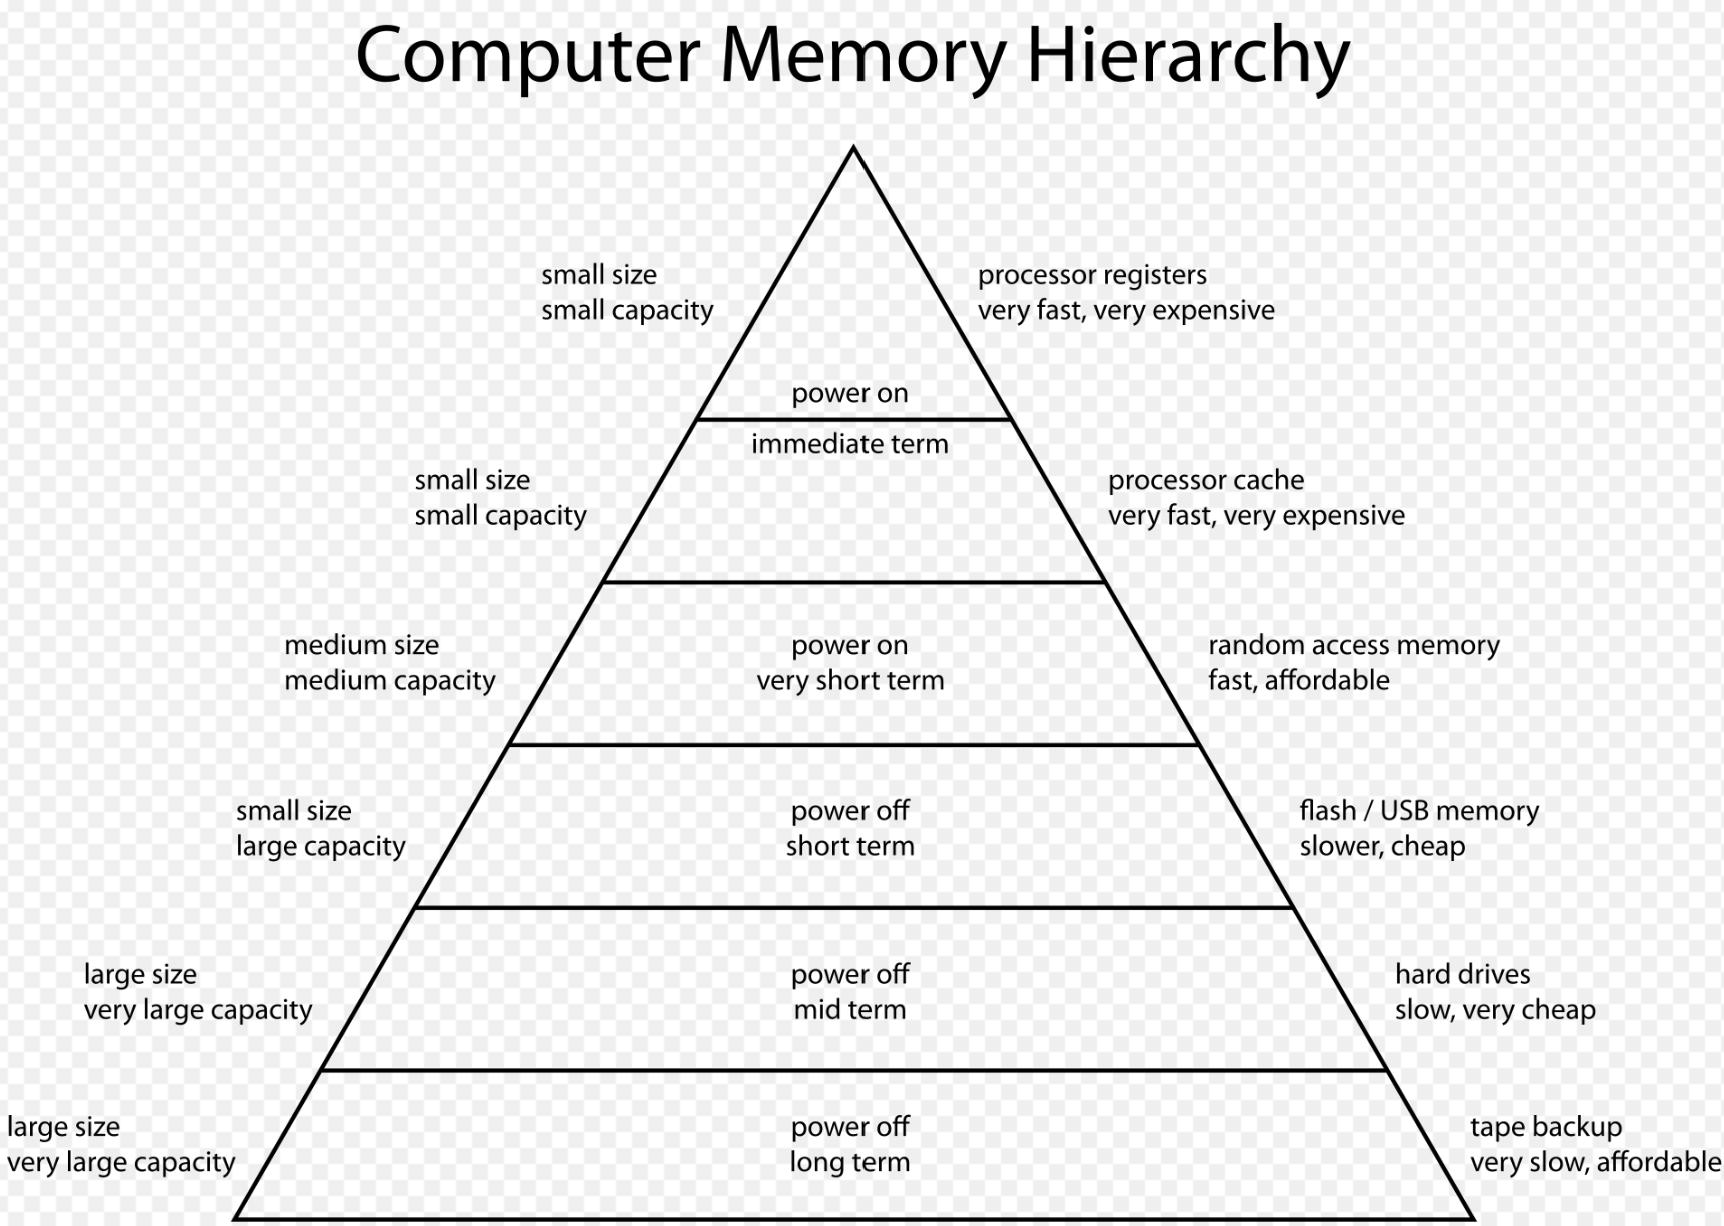 Computer Memory Hierarchy
small size
small capacity
processor registers
very fast, very expensive
power on
immediate term
small size
small capacity
processor cache
very fast, very expensive
medium size
medium capacity
power on
very short term
random access memory
fast, affordable
small size
large capacity
power off
short term
flash / USB memory
slower, cheap
large size
very large capacity
power off
mid term
hard drives
slow, very cheap
large size
very large capacity
power off
long term
tape backup
very slow, affordable